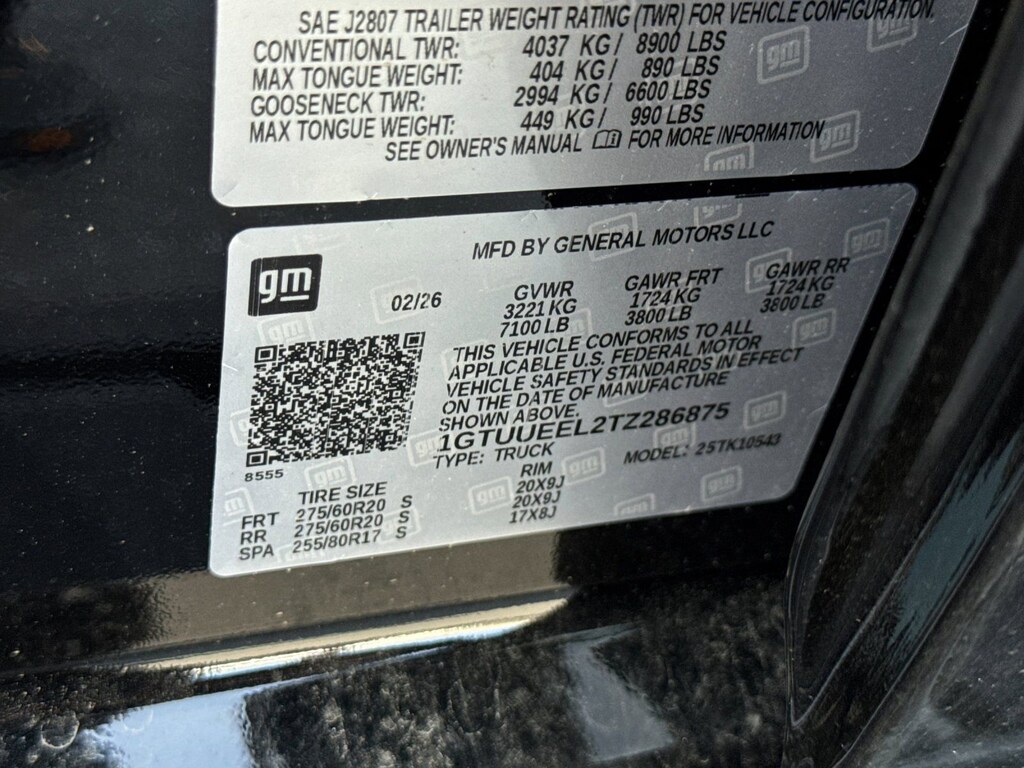 SAE J2807 TRAILER WEIGHT RATING (TWR) FOR VEHICLE CONFIGURATION.
CONVENTIONAL TWR: 4037 KG / 8900 LBS
MAX TONGUE WEIGHT: 404 KG / 890 LBS
GOOSENECK TWR: 2994 KG / 6600 LBS
MAX TONGUE WEIGHT: 449 KG / 990 LBS
SEE OWNER'S MANUAL FOR MORE INFORMATION
MFD BY GENERAL MOTORS LLC
gm
02/26
GVWR GAWR FRT GAWR RR
3221 KG 1724 KG 1724 KG
7100 LB 3800 LB 3800 LB
THIS VEHICLE CONFORMS TO ALL
APPLICABLE U.S. FEDERAL MOTOR
VEHICLE SAFETY STANDARDS IN EFFECT
ON THE DATE OF MANUFACTURE
SHOWN ABOVE.
1GTUUEEL2TZ286875
TYPE: TRUCK MODEL: 25TK10543
8555
TIRE SIZE RIM
FRT 275/60R20 S 20X9J
RR 275/60R20 S 20X9J
SPA 255/80R17 S 17X8J